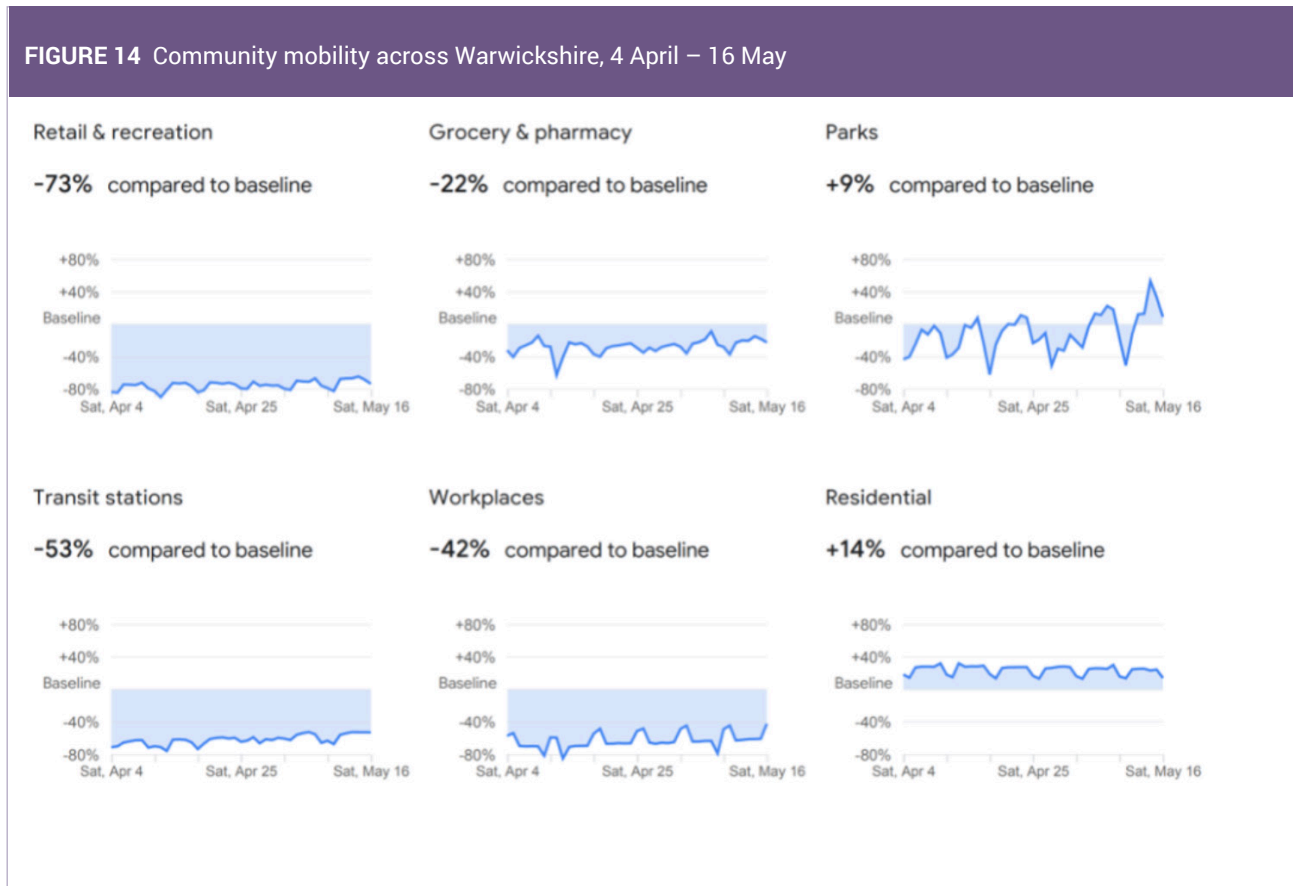 FIGURE 14 Community mobility across Warwickshire, 4 April – 16 May
Retail & recreation
-73% compared to baseline
+80%
+40%
Baseline
-40%
-80%
Sat, Apr 4
Sat, Apr 25
Sat, May 16
Grocery & pharmacy
-22% compared to baseline
+80%
+40%
Baseline
-40%
-80%
Sat, Apr 4
Sat, Apr 25
Sat, May 16
Parks
+9% compared to baseline
+80%
+40%
Baseline
-40%
-80%
Sat, Apr 4
Sat, Apr 25
Sat, May 16
Transit stations
-53% compared to baseline
+80%
+40%
Baseline
-40%
-80%
Sat, Apr 4
Sat, Apr 25
Sat, May 16
Workplaces
-42% compared to baseline
+80%
+40%
Baseline
-40%
-80%
Sat, Apr 4
Sat, Apr 25
Sat, May 16
Residential
+14% compared to baseline
+80%
+40%
Baseline
-40%
-80%
Sat, Apr 4
Sat, Apr 25
Sat, May 16